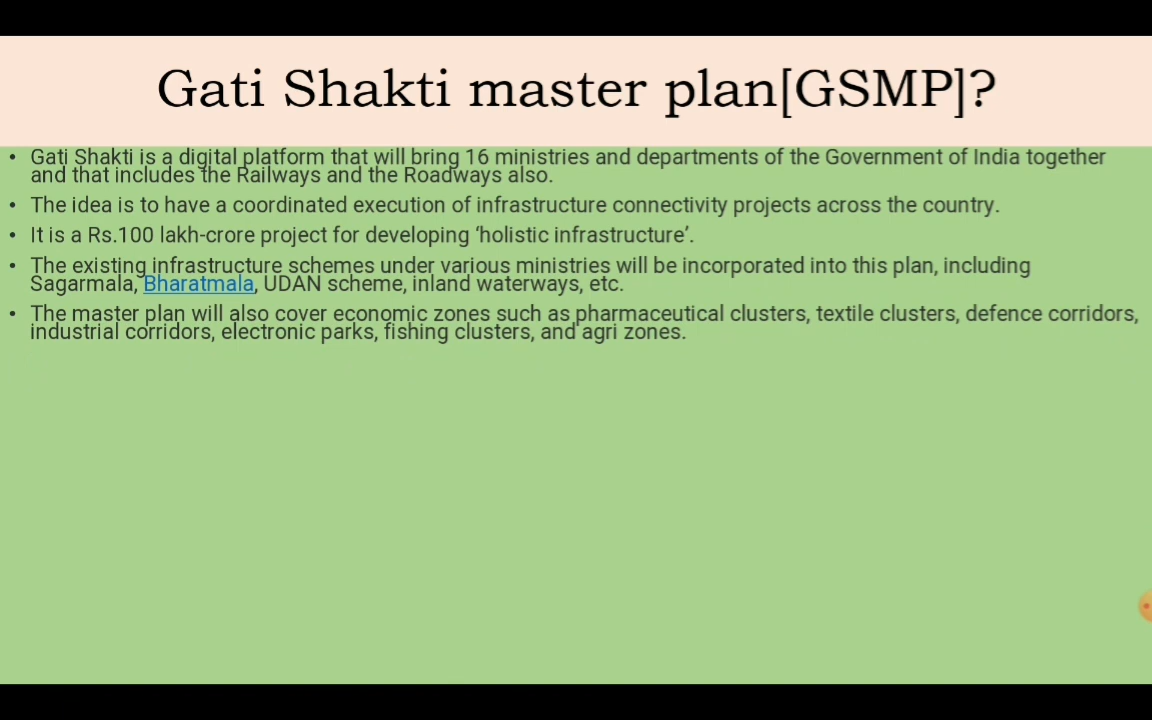 Gati Shakti master plan[GSMP]?
• Gati Shakti is a digital platform that will bring 16 ministries and departments of the Government of India together
and that includes the Railways and the Roadways also.
• The idea is to have a coordinated execution of infrastructure connectivity projects across the country.
• It is a Rs.100 lakh-crore project for developing ‘holistic infrastructure’.
• The existing infrastructure schemes under various ministries will be incorporated into this plan, including
Sagarmala, Bharatmala, UDAN scheme, inland waterways, etc.
• The master plan will also cover economic zones such as pharmaceutical clusters, textile clusters, defence corridors,
industrial corridors, electronic parks, fishing clusters, and agri zones.